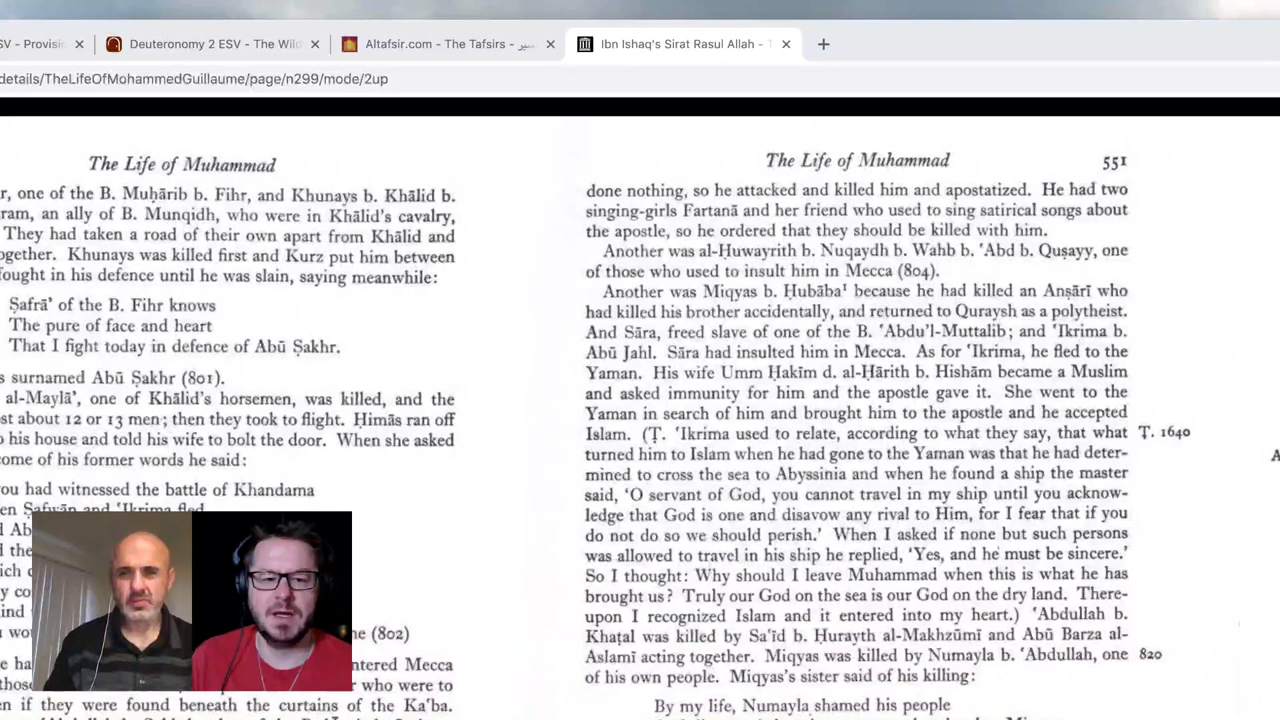 SV - Provisi
Deuteronomy 2 ESV - The Wild
Altafsir.com - The Tafsirs -
Ibn Ishaq's Sirat Rasul Allah - T
details/TheLifeOfMohammedGuillaume/page/n299/mode/2up
The Life of Muhammad
r, one of the B. Muḥārib b. Fihr, and Khunays b. Khālid b.
ram, an ally of B. Munqidh, who were in Khālid's cavalry,
They had taken a road of their own apart from Khālid and
ogether. Khunays was killed first and Kurz put him between
fought in his defence until he was slain, saying meanwhile:
Ṣafrā' of the B. Fihr knows
The pure of face and heart
That I fight today in defence of Abū Ṣakhr.
s surnamed Abū Ṣakhr (801).
al-Maylā', one of Khālid's horsemen, was killed, and the
st about 12 or 13 men; then they took to flight. Ḥimās ran off
o his house and told his wife to bolt the door. When she asked
come of his former words he said:
ou had witnessed the battle of Khandama
en Ṣafwān and 'Ikrima fled
d Ab
d the
hich c
y co
ind
u wou
e (802)
e ha
ntered Mecca
those
r who were to
n if they were found beneath the curtains of the Ka'ba.
The Life of Muhammad 551
done nothing, so he attacked and killed him and apostatized. He had two
singing-girls Fartanā and her friend who used to sing satirical songs about
the apostle, so he ordered that they should be killed with him.
Another was al-Ḥuwayrith b. Nuqaydh b. Wahb b. 'Abd b. Quṣayy, one
of those who used to insult him in Mecca (804).
Another was Miqyas b. Ḥubāba¹ because he had killed an Anṣārī who
had killed his brother accidentally, and returned to Quraysh as a polytheist.
And Sāra, freed slave of one of the B. 'Abdu'l-Muttalib; and 'Ikrima b.
Abū Jahl. Sāra had insulted him in Mecca. As for 'Ikrima, he fled to the
Yaman. His wife Umm Ḥakīm d. al-Ḥārith b. Hishām became a Muslim
and asked immunity for him and the apostle gave it. She went to the
Yaman in search of him and brought him to the apostle and he accepted
Islam. (Ṭ. 'Ikrima used to relate, according to what they say, that what Ṭ. 1640
turned him to Islam when he had gone to the Yaman was that he had deter-
mined to cross the sea to Abyssinia and when he found a ship the master
said, 'O servant of God, you cannot travel in my ship until you acknow-
ledge that God is one and disavow any rival to Him, for I fear that if you
do not do so we should perish.' When I asked if none but such persons
was allowed to travel in his ship he replied, 'Yes, and he must be sincere.'
So I thought: Why should I leave Muhammad when this is what he has
brought us? Truly our God on the sea is our God on the dry land. There-
upon I recognized Islam and it entered into my heart.) 'Abdullah b.
Khaṭal was killed by Sa'īd b. Ḥurayth al-Makhzūmī and Abū Barza al-
Aslamī acting together. Miqyas was killed by Numayla b. 'Abdullah, one 820
of his own people. Miqyas's sister said of his killing:
By my life, Numayla shamed his people
A